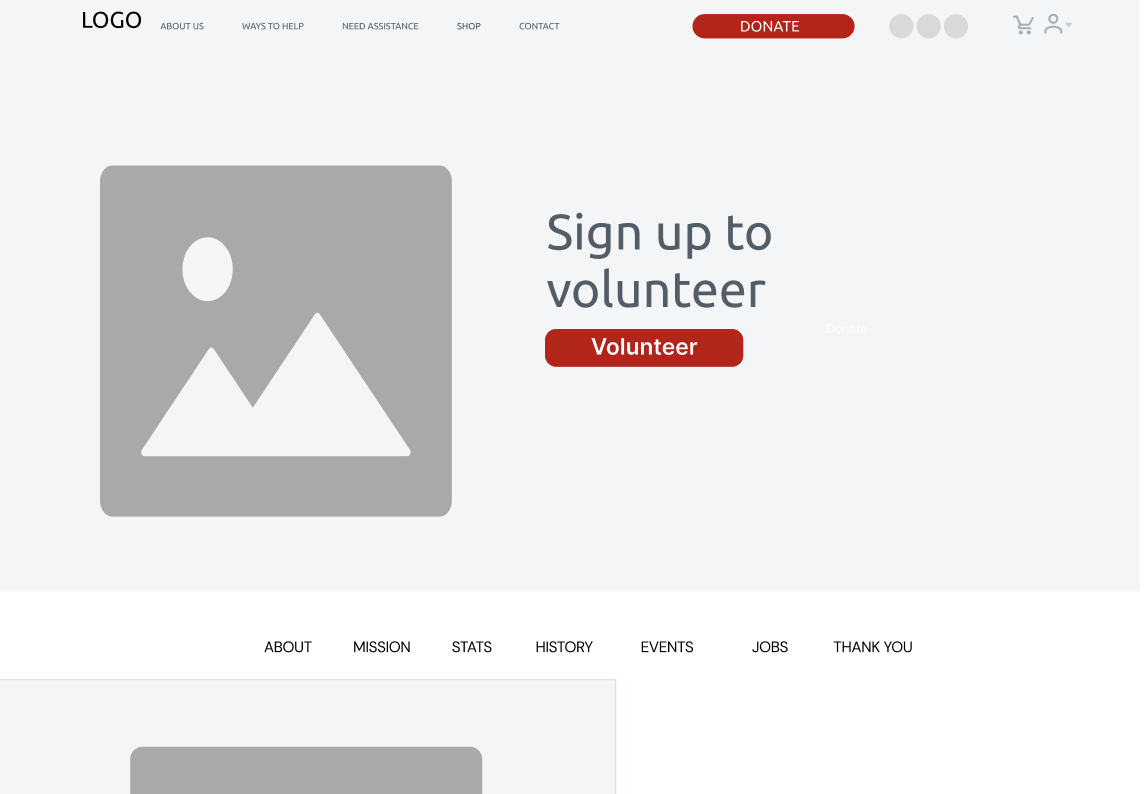 LOGO
ABOUT US
WAYS TO HELP
NEED ASSISTANCE
SHOP
CONTACT
DONATE
Sign up to
volunteer
Donate
Volunteer
ABOUT
MISSION
STATS
HISTORY
EVENTS
JOBS
THANK YOU